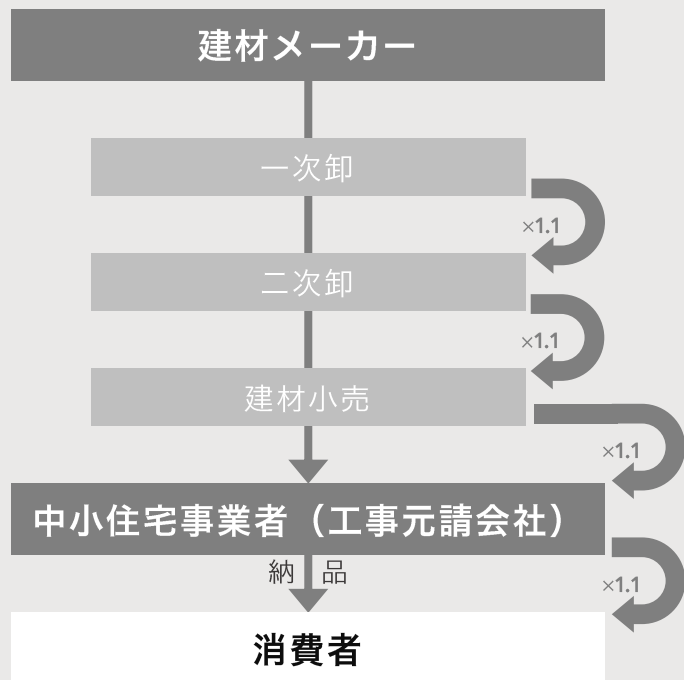 建材メーカー
一次卸
×1.1
二次卸
×1.1
建材小売
×1.1
中小住宅事業者（工事元請会社）
納 品
×1.1
消費者